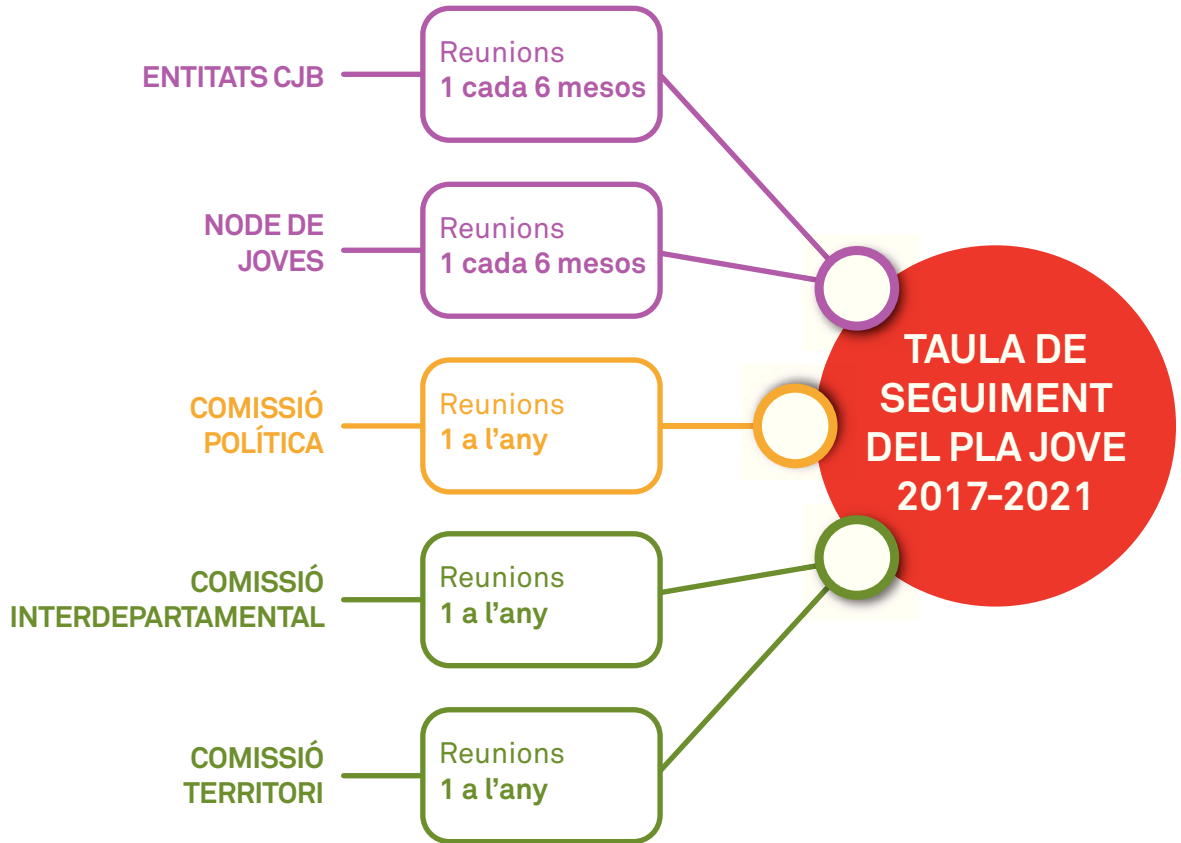 ENTITATS CJB
Reunions
1 cada 6 mesos
NODE DE
JOVES
Reunions
1 cada 6 mesos
COMISSIÓ
POLÍTICA
Reunions
1 a l’any
COMISSIÓ
INTERDEPARTAMENTAL
Reunions
1 a l’any
COMISSIÓ
TERRITORI
Reunions
1 a l’any
TAULA DE
SEGUIMENT
DEL PLA JOVE
2017-2021